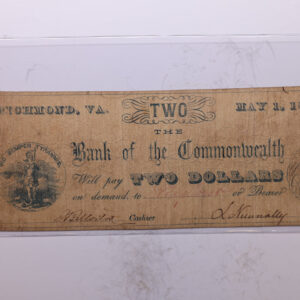 RICHMOND, VA. TWO MAY 1, 1
THE
Bank of the Commonwealth
Will pay TWO DOLLARS
on demand, to or Bearer
Cashier L. Nunnally
SIC SEMPER TYRANNIS